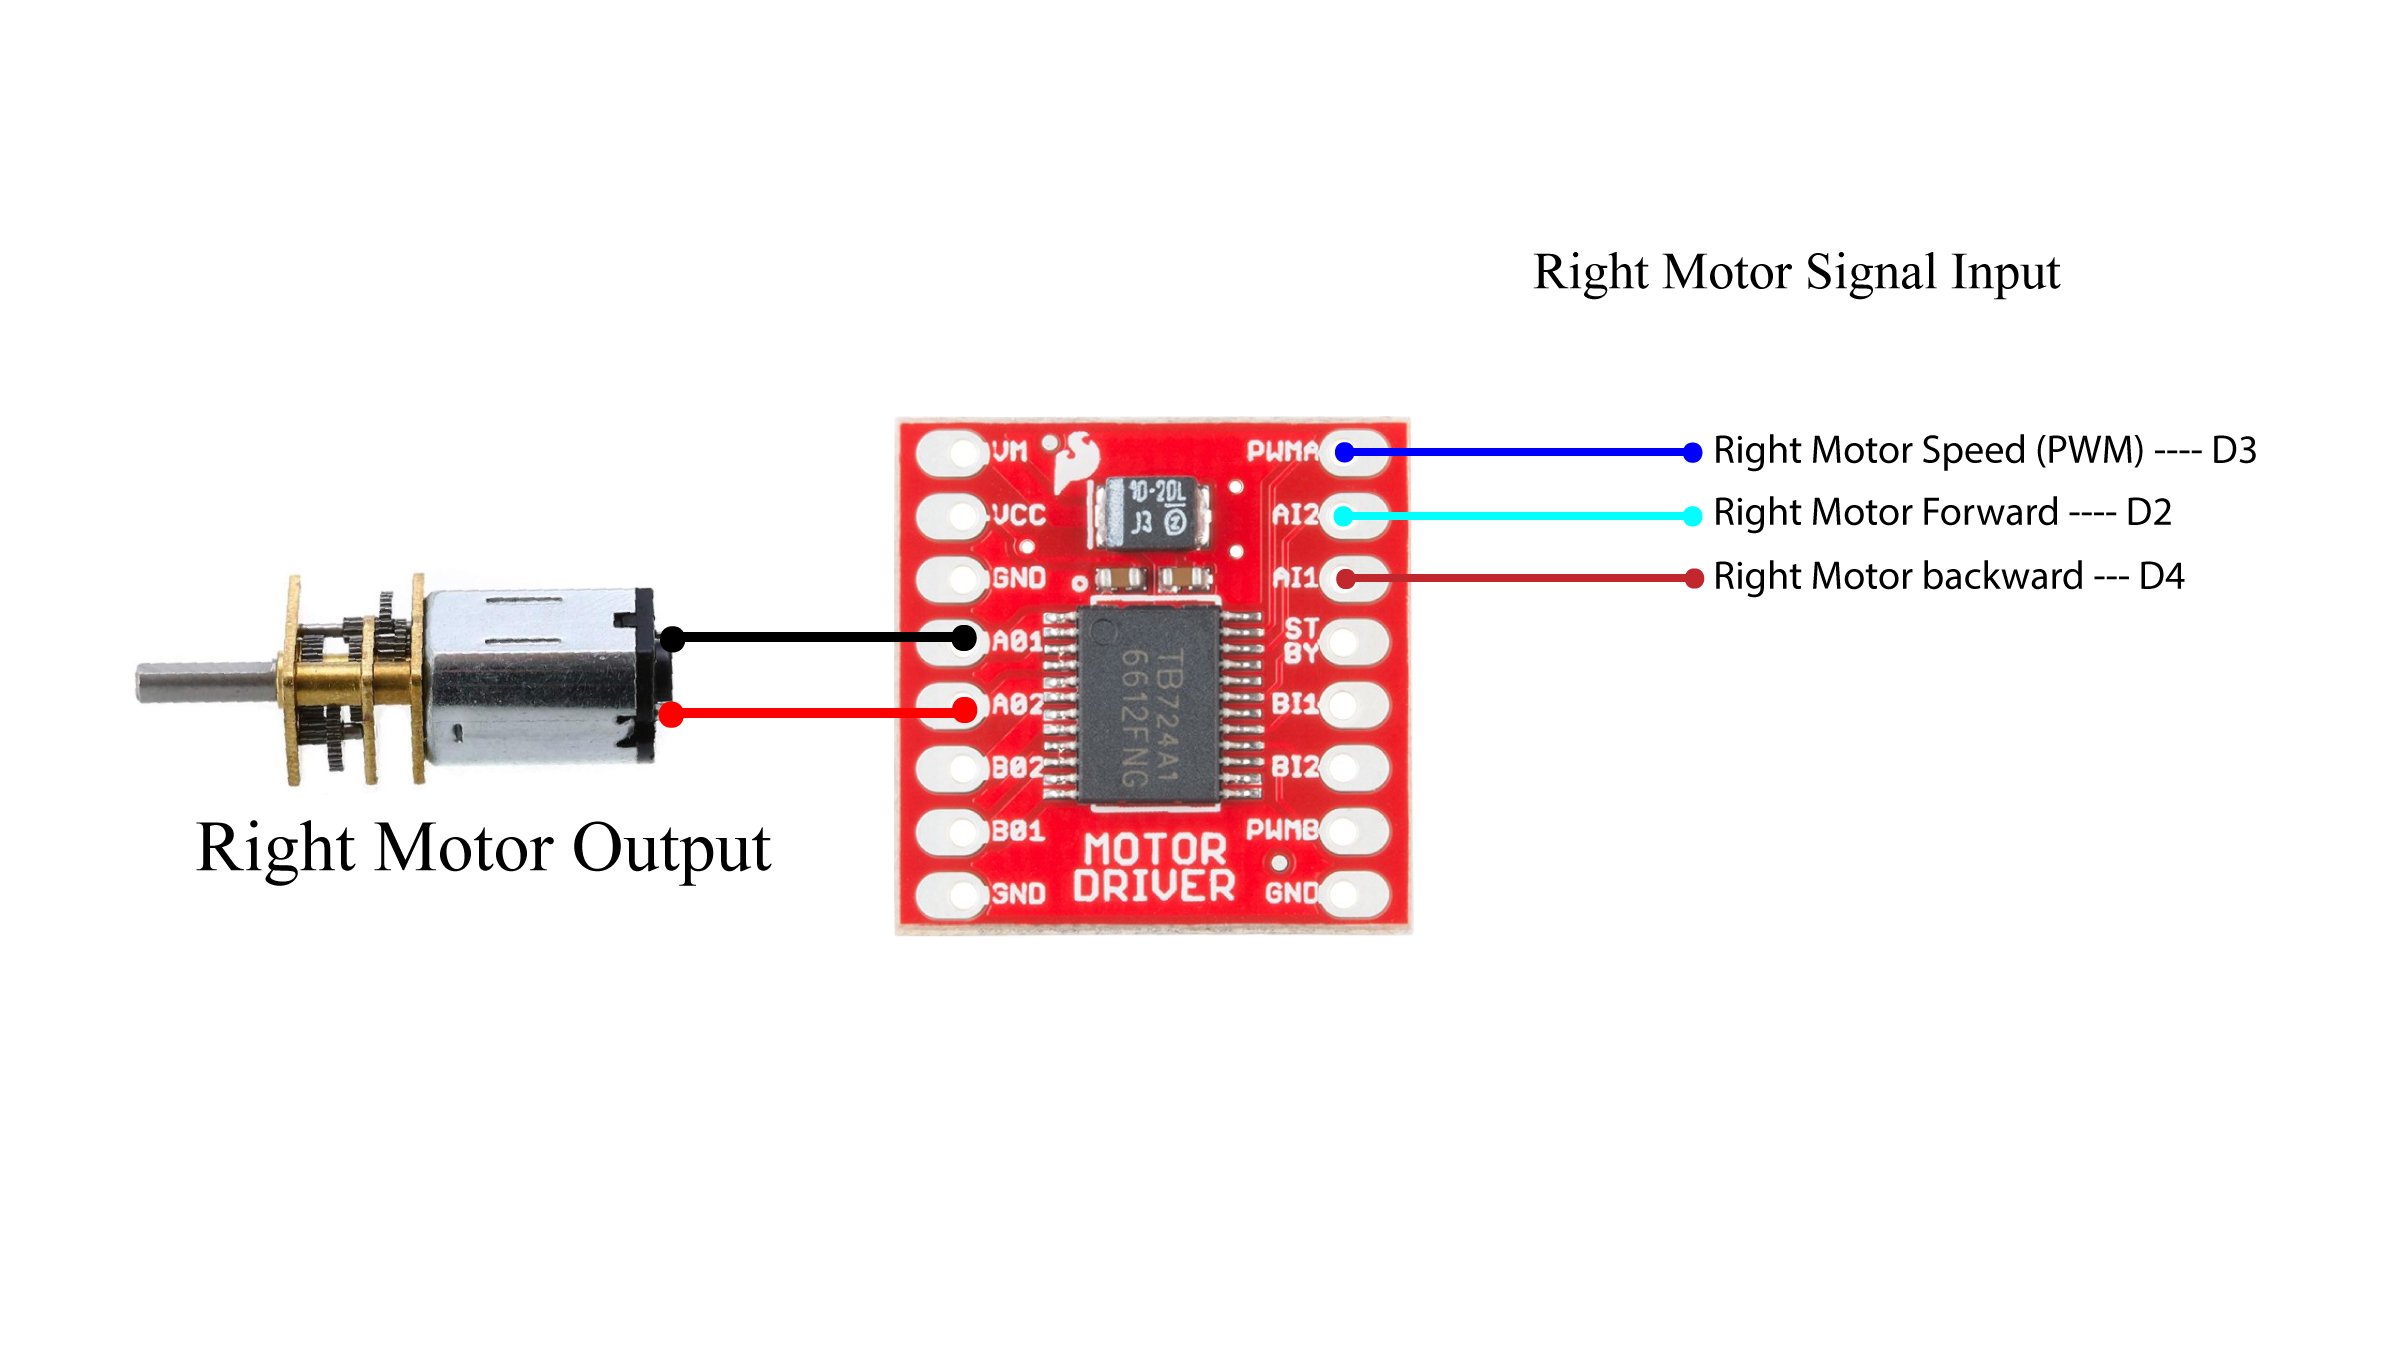 Right Motor Signal Input
VM
VCC
GND
A01
A02
B02
B01
GND
10-20L
J3
TB724A1
6612FNG
MOTOR
DRIVER
PWMA
AI2
AI1
ST
BY
BI1
BI2
PWMB
GND
Right Motor Speed (PWM) ---- D3
Right Motor Forward ---- D2
Right Motor backward --- D4
Right Motor Output